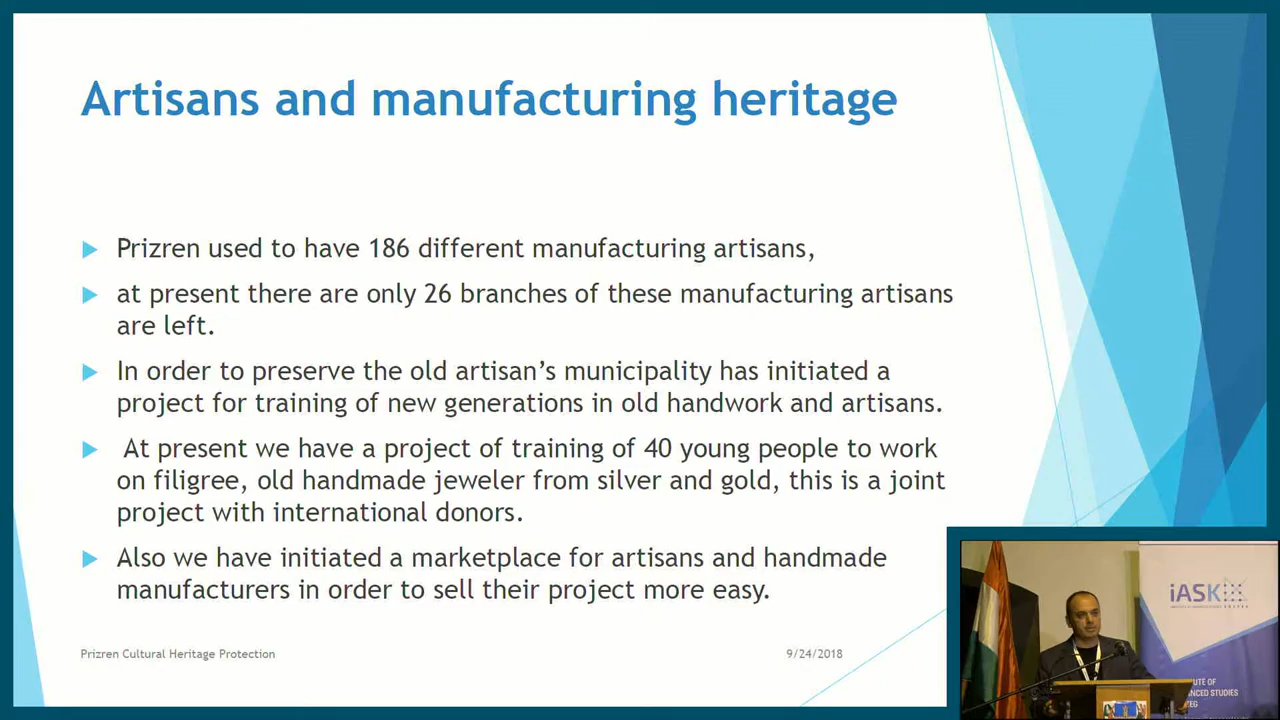 Artisans and manufacturing heritage
Prizren used to have 186 different manufacturing artisans,
at present there are only 26 branches of these manufacturing artisans
are left.
In order to preserve the old artisan’s municipality has initiated a
project for training of new generations in old handwork and artisans.
At present we have a project of training of 40 young people to work
on filigree, old handmade jeweler from silver and gold, this is a joint
project with international donors.
Also we have initiated a marketplace for artisans and handmade
manufacturers in order to sell their project more easy.
Prizren Cultural Heritage Protection
9/24/2018
iASK
UTE OF
NCED STUDIES